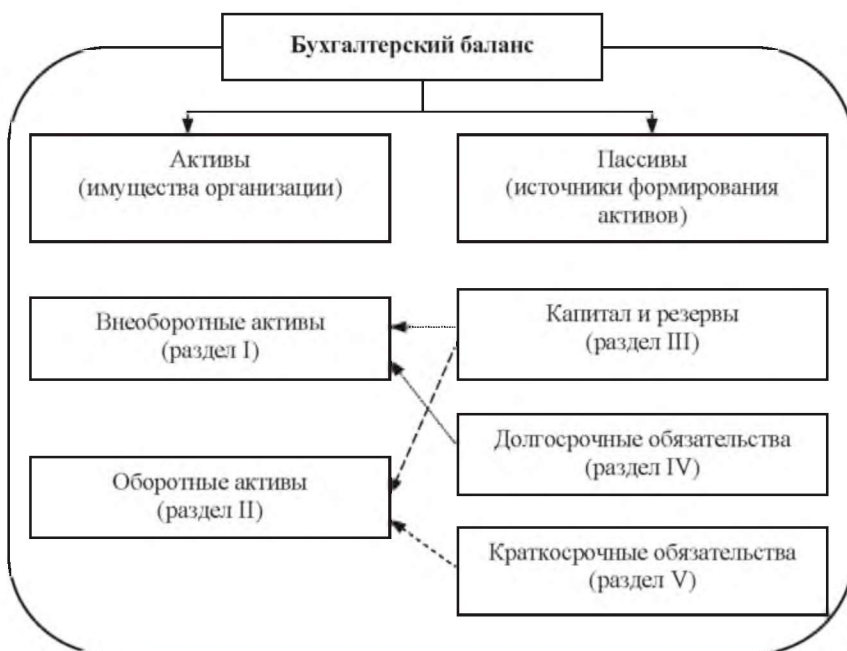 Бухгалтерский баланс
Активы
(имущества организации)
Пассивы
(источники формирования
активов)
Внеоборотные активы
(раздел I)
Капитал и резервы
(раздел III)
Долгосрочные обязательства
(раздел IV)
Оборотные активы
(раздел II)
Краткосрочные обязательства
(раздел V)